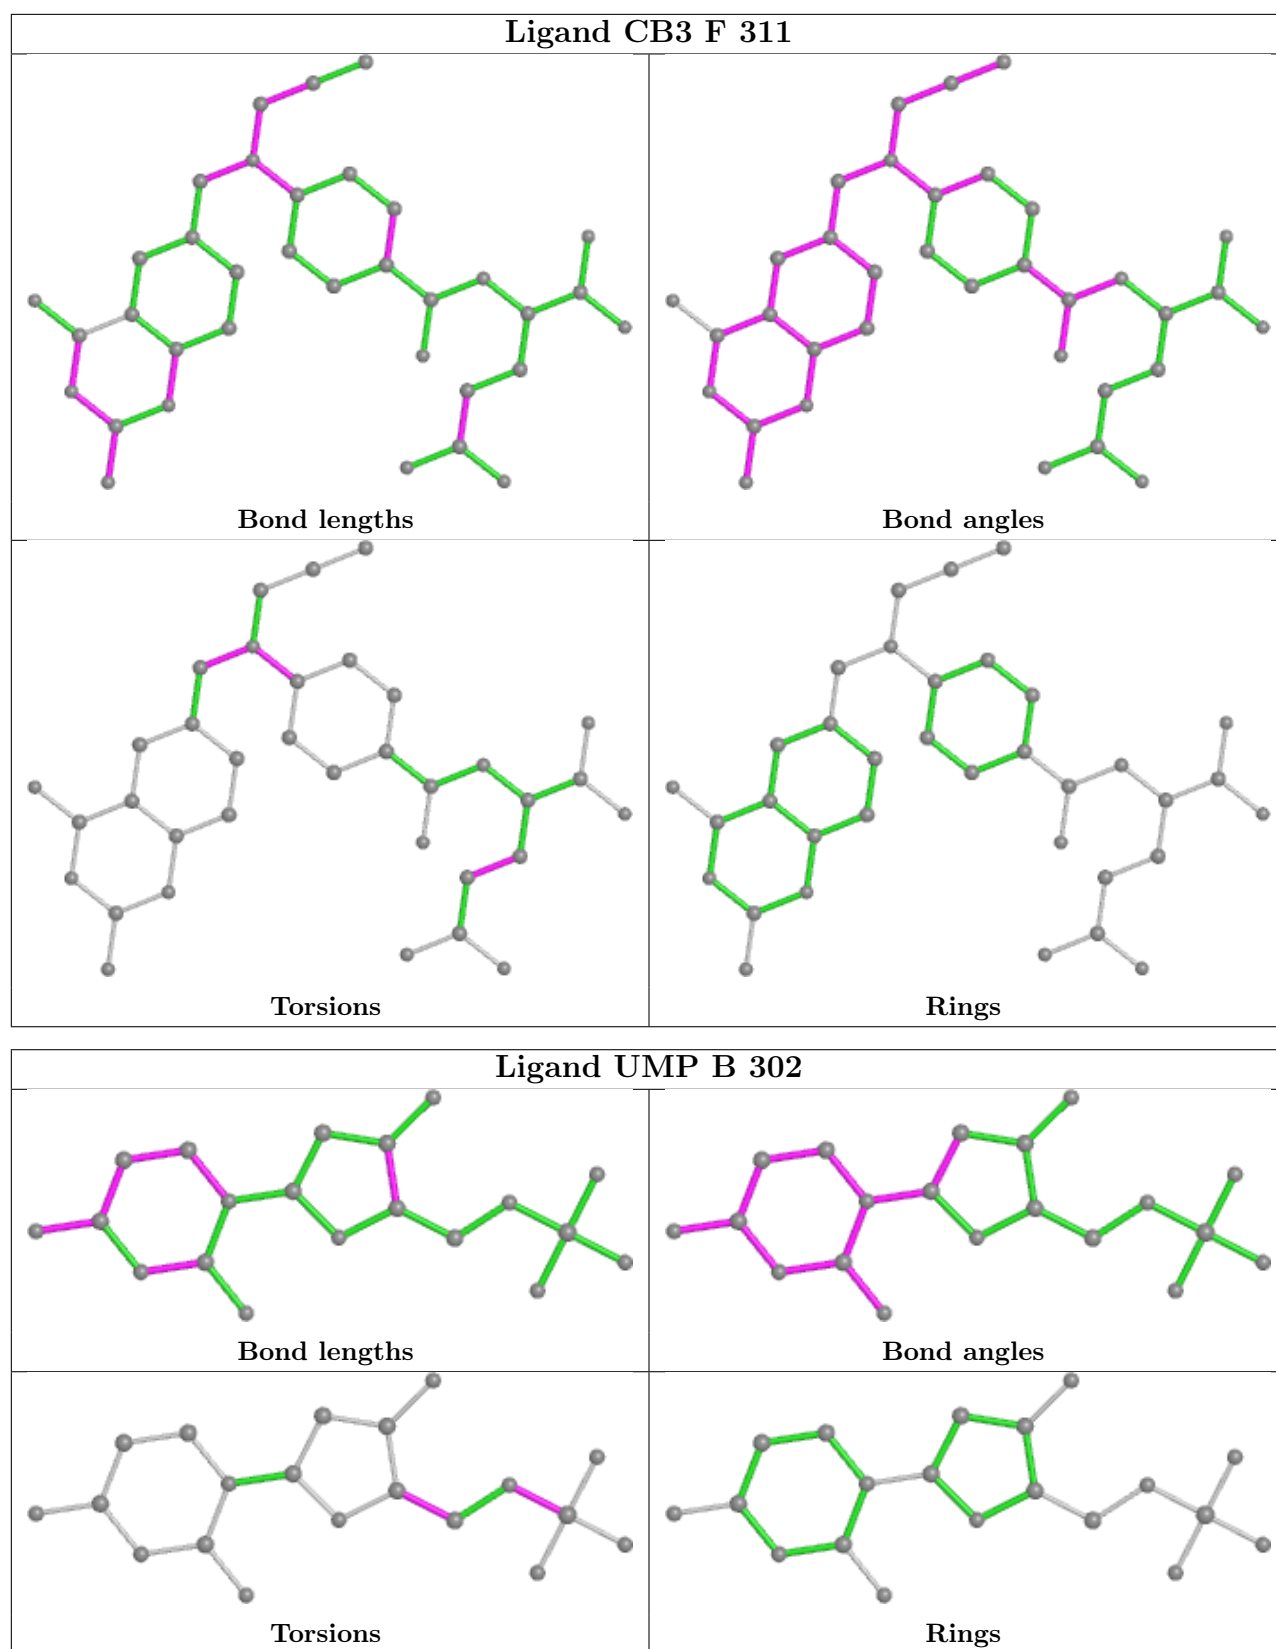 Ligand CB3 F 311
Bond lengths
Bond angles
Torsions
Rings
Ligand UMP B 302
Bond lengths
Bond angles
Torsions
Rings